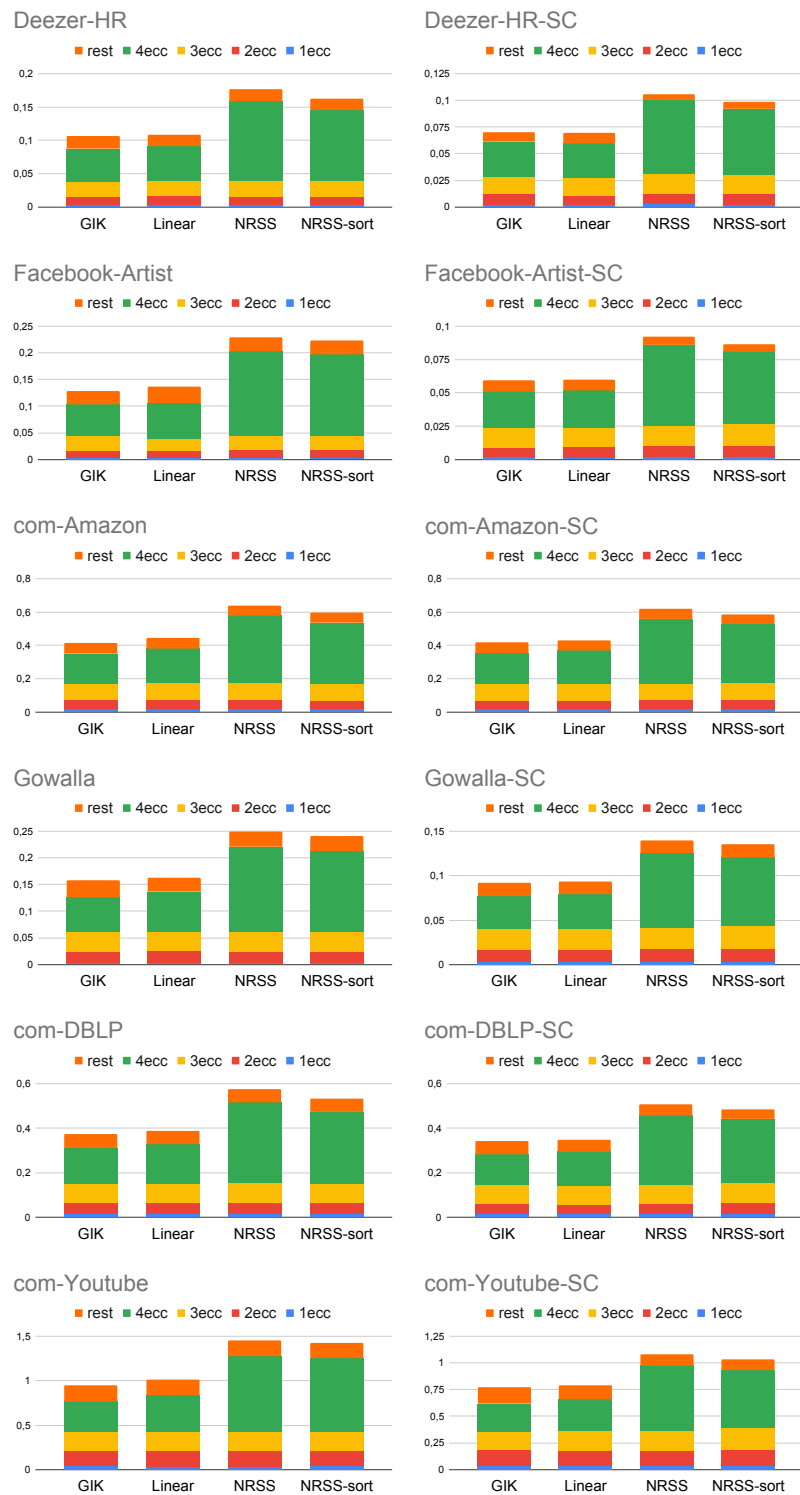 Deezer-HR
rest 4ecc 3ecc 2ecc 1ecc
0,2
0,15
0,1
0,05
0
GIK Linear NRSS NRSS-sort
Deezer-HR-SC
rest 4ecc 3ecc 2ecc 1ecc
0,125
0,1
0,075
0,05
0,025
0
GIK Linear NRSS NRSS-sort
Facebook-Artist
rest 4ecc 3ecc 2ecc 1ecc
0,25
0,2
0,15
0,1
0,05
0
GIK Linear NRSS NRSS-sort
Facebook-Artist-SC
rest 4ecc 3ecc 2ecc 1ecc
0,1
0,075
0,05
0,025
0
GIK Linear NRSS NRSS-sort
com-Amazon
rest 4ecc 3ecc 2ecc 1ecc
0,8
0,6
0,4
0,2
0
GIK Linear NRSS NRSS-sort
com-Amazon-SC
rest 4ecc 3ecc 2ecc 1ecc
0,8
0,6
0,4
0,2
0
GIK Linear NRSS NRSS-sort
Gowalla
rest 4ecc 3ecc 2ecc 1ecc
0,25
0,2
0,15
0,1
0,05
0
GIK Linear NRSS NRSS-sort
Gowalla-SC
rest 4ecc 3ecc 2ecc 1ecc
0,15
0,1
0,05
0
GIK Linear NRSS NRSS-sort
com-DBLP
rest 4ecc 3ecc 2ecc 1ecc
0,6
0,4
0,2
0
GIK Linear NRSS NRSS-sort
com-DBLP-SC
rest 4ecc 3ecc 2ecc 1ecc
0,6
0,4
0,2
0
GIK Linear NRSS NRSS-sort
com-Youtube
rest 4ecc 3ecc 2ecc 1ecc
1,5
1
0,5
0
GIK Linear NRSS NRSS-sort
com-Youtube-SC
rest 4ecc 3ecc 2ecc 1ecc
1,25
1
0,75
0,5
0,25
0
GIK Linear NRSS NRSS-sort